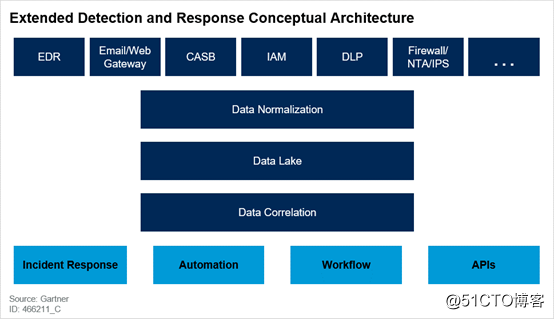 Extended Detection and Response Conceptual Architecture
EDR
Email/Web
Gateway
CASB
IAM
DLP
Firewall/
NTA/IPS
...
Data Normalization
Data Lake
Data Correlation
Incident Response
Automation
Workflow
APIs
Source: Gartner
ID: 466211_C
@51CTO博客